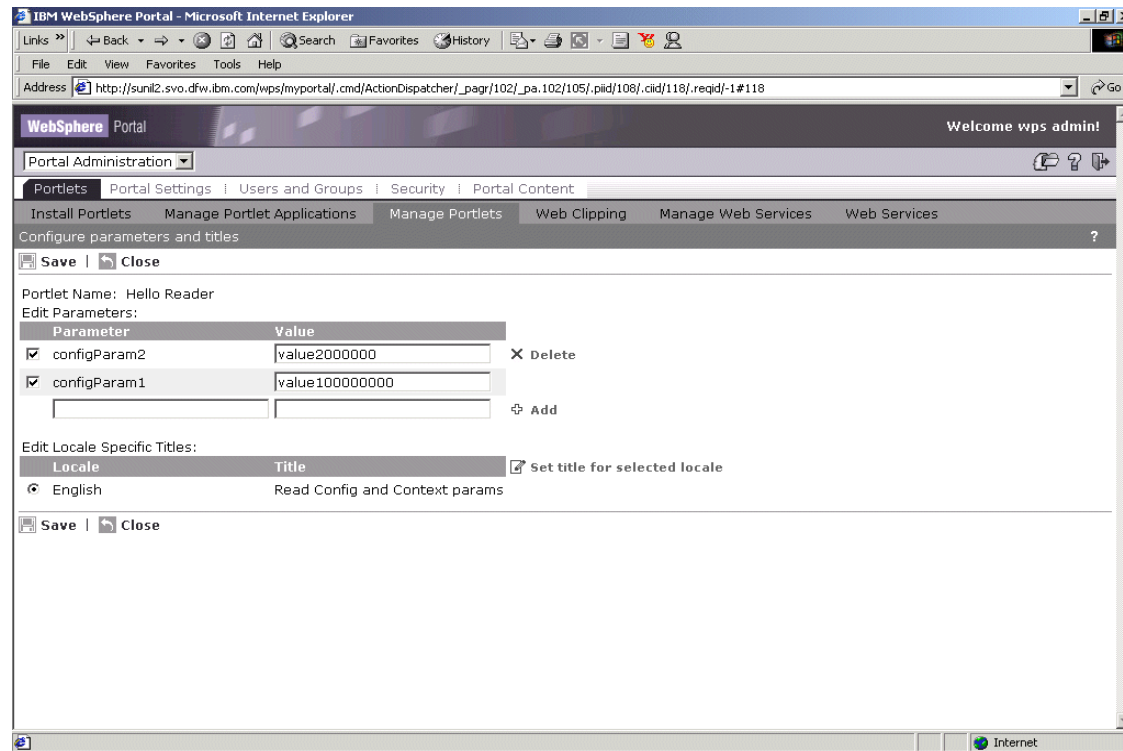 IBM WebSphere Portal - Microsoft Internet Explorer
Links » Back Search Favorites History
File Edit View Favorites Tools Help
Address http://sunil2.svo.dfw.ibm.com/wps/myportal/.cmd/ActionDispatcher/_pagr/102/_pa.102/105/.piid/108/.ciid/118/.reqid/-1#118 Go
WebSphere Portal Welcome wps admin!
Portal Administration ?
Portlets Portal Settings | Users and Groups | Security | Portal Content
Install Portlets Manage Portlet Applications Manage Portlets Web Clipping Manage Web Services Web Services
Configure parameters and titles ?
Save | Close
Portlet Name: Hello Reader
Edit Parameters:
Parameter Value
configParam2 value2000000 Delete
configParam1 value100000000
Add
Edit Locale Specific Titles:
Locale Title Set title for selected locale
English Read Config and Context params
Save | Close
Internet